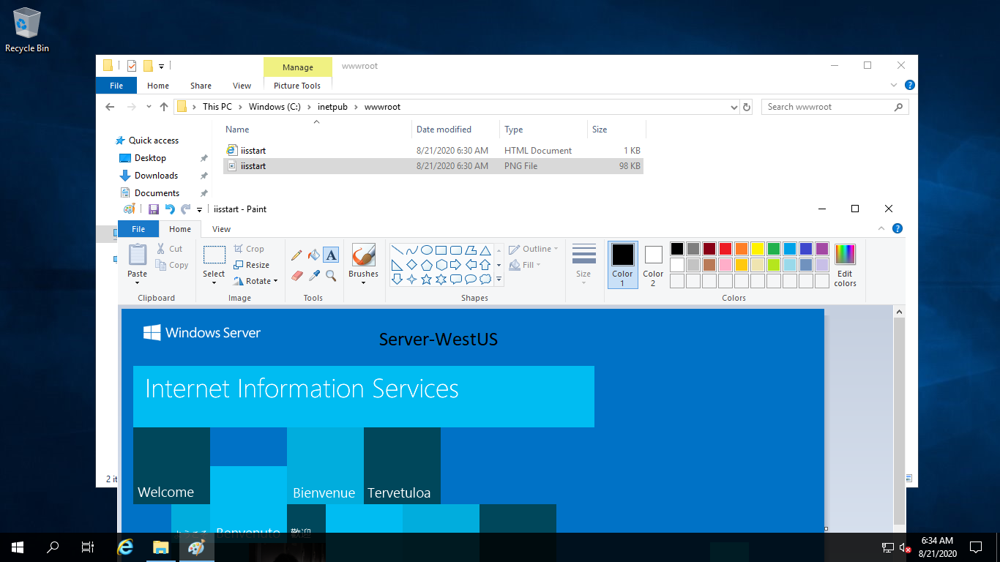 Recycle Bin
Manage wwwroot
File Home Share View Picture Tools
This PC Windows (C:) inetpub wwwroot Search wwwroot
Name Date modified Type Size
Quick access
iisstart 8/21/2020 6:30 AM HTML Document 1 KB
Desktop
iisstart 8/21/2020 6:30 AM PNG File 98 KB
Downloads
Documents
iisstart - Paint
File Home View
Paste
Cut
Copy
Clipboard
Select
Crop
Resize
Rotate
Image
A
Tools
Brushes
Outline
Fill
Shapes
Size
Color 1
Color 2
Edit colors
Colors
Windows Server
Server-WestUS
Internet Information Services
Welcome Bienvenue Tervetuloa
ようこそ Benvenuto 歡迎
2 it
6:34 AM
8/21/2020